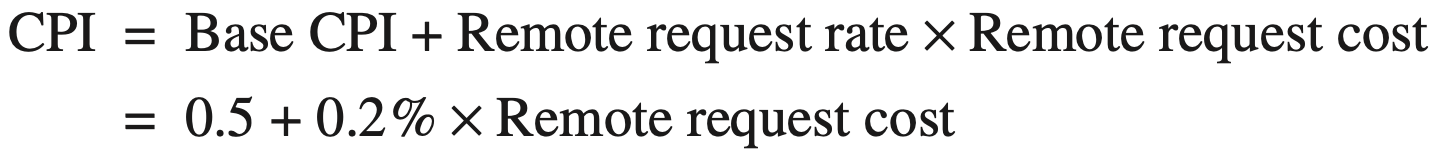 CPI = Base CPI + Remote request rate × Remote request cost
= 0.5 + 0.2% × Remote request cost